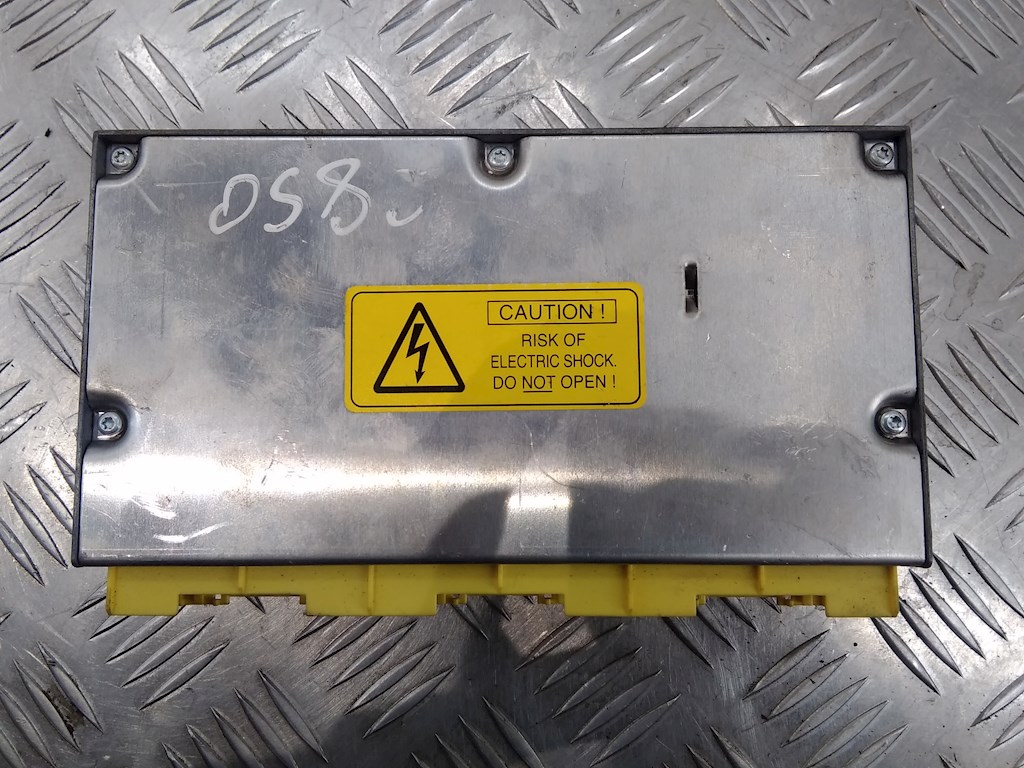 CAUTION !
RISK OF
ELECTRIC SHOCK.
DO NOT OPEN !